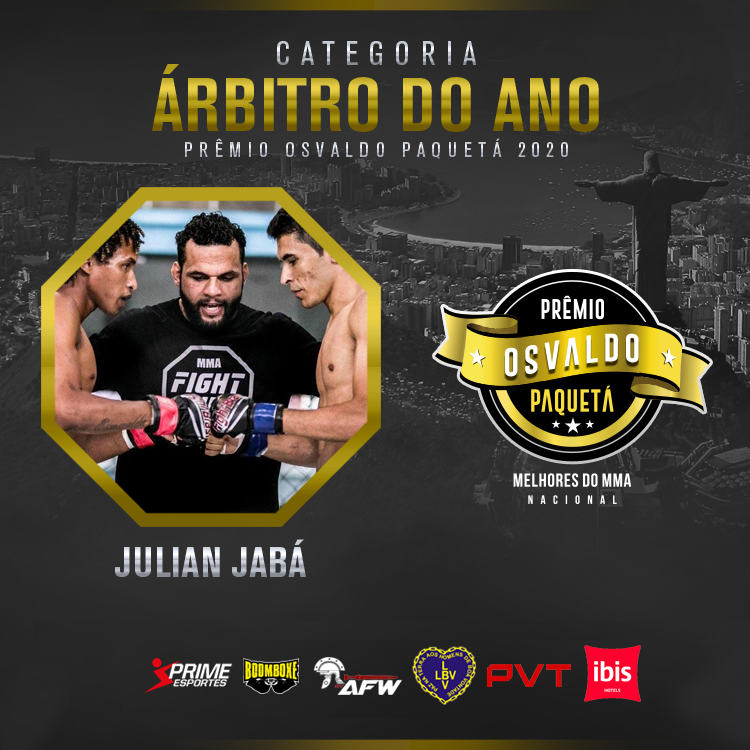 CATEGORIA
ÁRBITRO DO ANO
PRÊMIO OSVALDO PAQUETÁ 2020
MMA
FIGHT
PRÊMIO
OSVALDO
PAQUETÁ
MELHORES DO MMA
NACIONAL
JULIAN JABÁ
PRIME
ESPORTES
BOOMBOXE
AFW
LBV
PVT
ibis
HOTELS